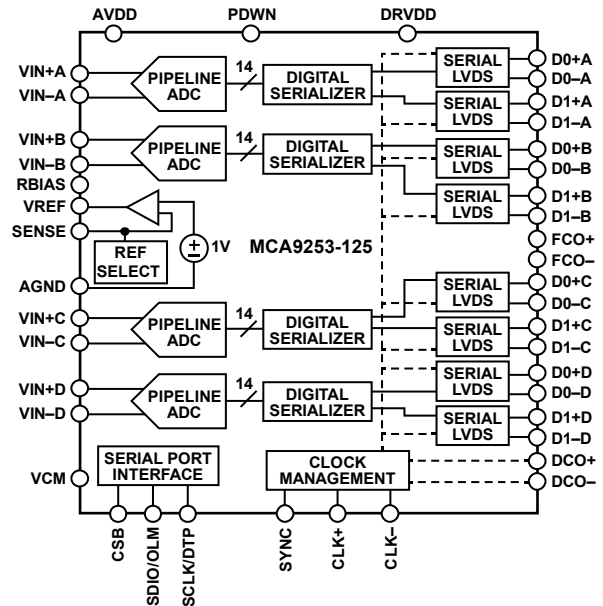 AVDD
PDWN
DRVDD
VIN+A
VIN–A
PIPELINE
ADC
14
DIGITAL
SERIALIZER
SERIAL
LVDS
D0+A
D0–A
SERIAL
LVDS
D1+A
D1–A
VIN+B
VIN–B
PIPELINE
ADC
14
DIGITAL
SERIALIZER
SERIAL
LVDS
D0+B
D0–B
SERIAL
LVDS
D1+B
D1–B
RBIAS
VREF
SENSE
REF
SELECT
1V
MCA9253-125
AGND
FCO+
FCO–
VIN+C
VIN–C
PIPELINE
ADC
14
DIGITAL
SERIALIZER
SERIAL
LVDS
D0+C
D0–C
SERIAL
LVDS
D1+C
D1–C
VIN+D
VIN–D
PIPELINE
ADC
14
DIGITAL
SERIALIZER
SERIAL
LVDS
D0+D
D0–D
SERIAL
LVDS
D1+D
D1–D
VCM
SERIAL PORT
INTERFACE
CLOCK
MANAGEMENT
DCO+
DCO–
CSB
SDIO/OLM
SCLK/DTP
SYNC
CLK+
CLK–